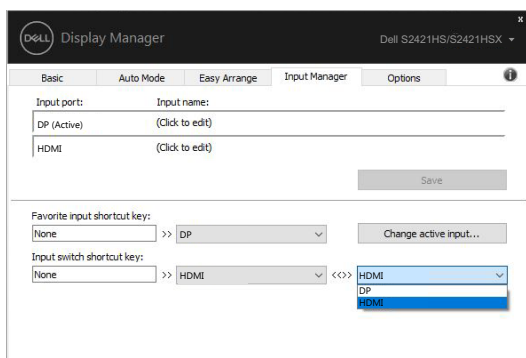 x
DELL Display Manager Dell S2421HS/S2421HSX
Basic Auto Mode Easy Arrange Input Manager Options i
Input port: Input name:
DP (Active) (Click to edit)
HDMI (Click to edit)
Save
Favorite input shortcut key:
None >> DP Change active input...
Input switch shortcut key:
None >> HDMI <<>> HDMI
DP
HDMI